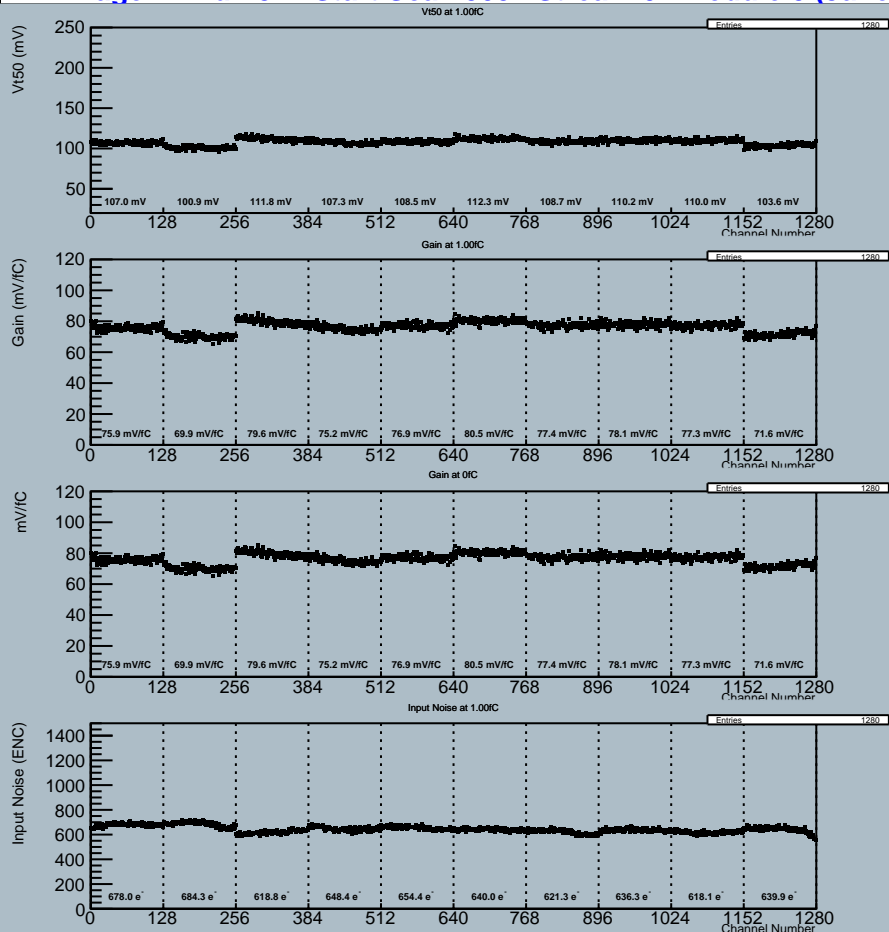 Vt50 at 1.00fC
Entries 1280
Vt50 (mV)
250
200
150
100
50
107.0 mV 100.9 mV 111.8 mV 107.3 mV 108.5 mV 112.3 mV 108.7 mV 110.2 mV 110.0 mV 103.6 mV
0 128 256 384 512 640 768 896 1024 1152 1280
Channel Number
Gain at 1.00fC
Entries 1280
Gain (mV/fC)
120
100
80
60
40
20
0
75.9 mV/fC 69.9 mV/fC 79.6 mV/fC 75.2 mV/fC 76.9 mV/fC 80.5 mV/fC 77.4 mV/fC 78.1 mV/fC 77.3 mV/fC 71.6 mV/fC
0 128 256 384 512 640 768 896 1024 1152 1280
Channel Number
Gain at 0fC
Entries 1280
mV/fC
120
100
80
60
40
20
0
75.9 mV/fC 69.9 mV/fC 79.6 mV/fC 75.2 mV/fC 76.9 mV/fC 80.5 mV/fC 77.4 mV/fC 78.1 mV/fC 77.3 mV/fC 71.6 mV/fC
0 128 256 384 512 640 768 896 1024 1152 1280
Channel Number
Input Noise at 1.00fC
Entries 1280
Input Noise (ENC)
1400
1200
1000
800
600
400
200
0
678.0 e⁻ 684.3 e⁻ 618.8 e⁻ 648.4 e⁻ 654.4 e⁻ 640.0 e⁻ 621.3 e⁻ 636.3 e⁻ 618.1 e⁻ 639.9 e⁻
0 128 256 384 512 640 768 896 1024 1152 1280
Channel Number